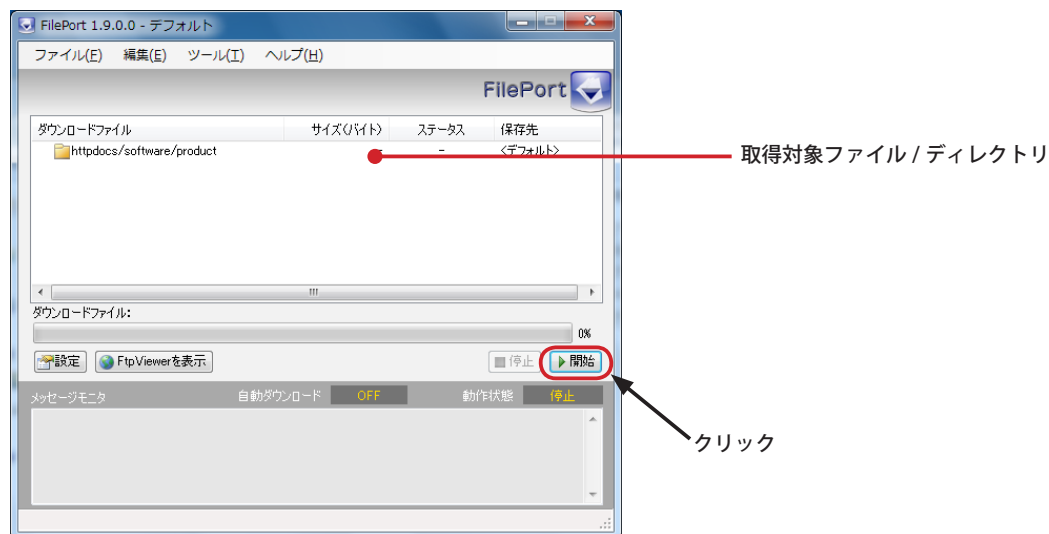 FilePort 1.9.0.0 - デフォルト
ファイル(F) 編集(E) ツール(T) ヘルプ(H)
FilePort
ダウンロードファイル サイズ(バイト) ステータス 保存先
httpdocs/software/product - - <デフォルト>
取得対象ファイル / ディレクトリ
ダウンロードファイル:
0%
設定 FtpViewerを表示 停止 開始
メッセージモニタ 自動ダウンロード OFF 動作状態 停止
クリック